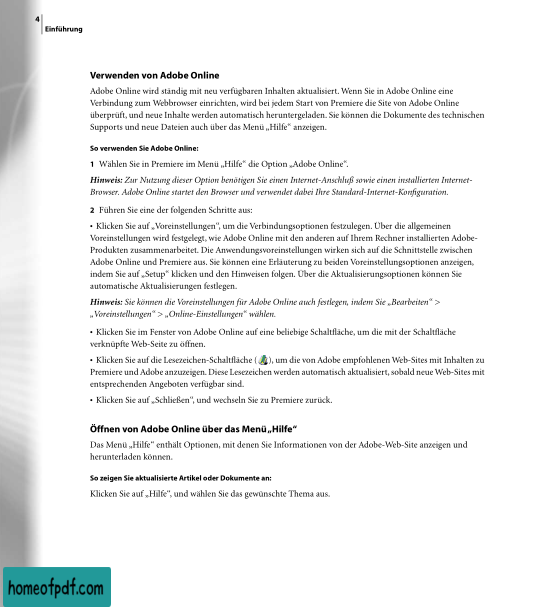 4
Einführung
Verwenden von Adobe Online
Adobe Online wird ständig mit neu verfügbaren Inhalten aktualisiert. Wenn Sie in Adobe Online eine
Verbindung zum Webbrowser einrichten, wird bei jedem Start von Premiere die Site von Adobe Online
überprüft, und neue Inhalte werden automatisch heruntergeladen. Sie können die Dokumente des technischen
Supports und neue Dateien auch über das Menü „Hilfe“ anzeigen.
So verwenden Sie Adobe Online:
1 Wählen Sie in Premiere im Menü „Hilfe“ die Option „Adobe Online“.
Hinweis: Zur Nutzung dieser Option benötigen Sie einen Internet-Anschluß sowie einen installierten Internet-
Browser. Adobe Online startet den Browser und verwendet dabei Ihre Standard-Internet-Konfiguration.
2 Führen Sie eine der folgenden Schritte aus:
• Klicken Sie auf „Voreinstellungen“, um die Verbindungsoptionen festzulegen. Über die allgemeinen
Voreinstellungen wird festgelegt, wie Adobe Online mit den anderen auf Ihrem Rechner installierten Adobe-
Produkten zusammenarbeitet. Die Anwendungsvoreinstellungen wirken sich auf die Schnittstelle zwischen
Adobe Online und Premiere aus. Sie können eine Erläuterung zu beiden Voreinstellungsoptionen anzeigen,
indem Sie auf „Setup“ klicken und den Hinweisen folgen. Über die Aktualisierungsoptionen können Sie
automatische Aktualisierungen festlegen.
Hinweis: Sie können die Voreinstellungen für Adobe Online auch festlegen, indem Sie „Bearbeiten“ >
„Voreinstellungen“ > „Online-Einstellungen“ wählen.
• Klicken Sie im Fenster von Adobe Online auf eine beliebige Schaltfläche, um die mit der Schaltfläche
verknüpfte Web-Seite zu öffnen.
• Klicken Sie auf die Lesezeichen-Schaltfläche ( ), um die von Adobe empfohlenen Web-Sites mit Inhalten zu
Premiere und Adobe anzuzeigen. Diese Lesezeichen werden automatisch aktualisiert, sobald neue Web-Sites mit
entsprechenden Angeboten verfügbar sind.
• Klicken Sie auf „Schließen“, und wechseln Sie zu Premiere zurück.
Öffnen von Adobe Online über das Menü „Hilfe“
Das Menü „Hilfe“ enthält Optionen, mit denen Sie Informationen von der Adobe-Web-Site anzeigen und
herunterladen können.
So zeigen Sie aktualisierte Artikel oder Dokumente an:
Klicken Sie auf „Hilfe“, und wählen Sie das gewünschte Thema aus.
homeofpdf.com